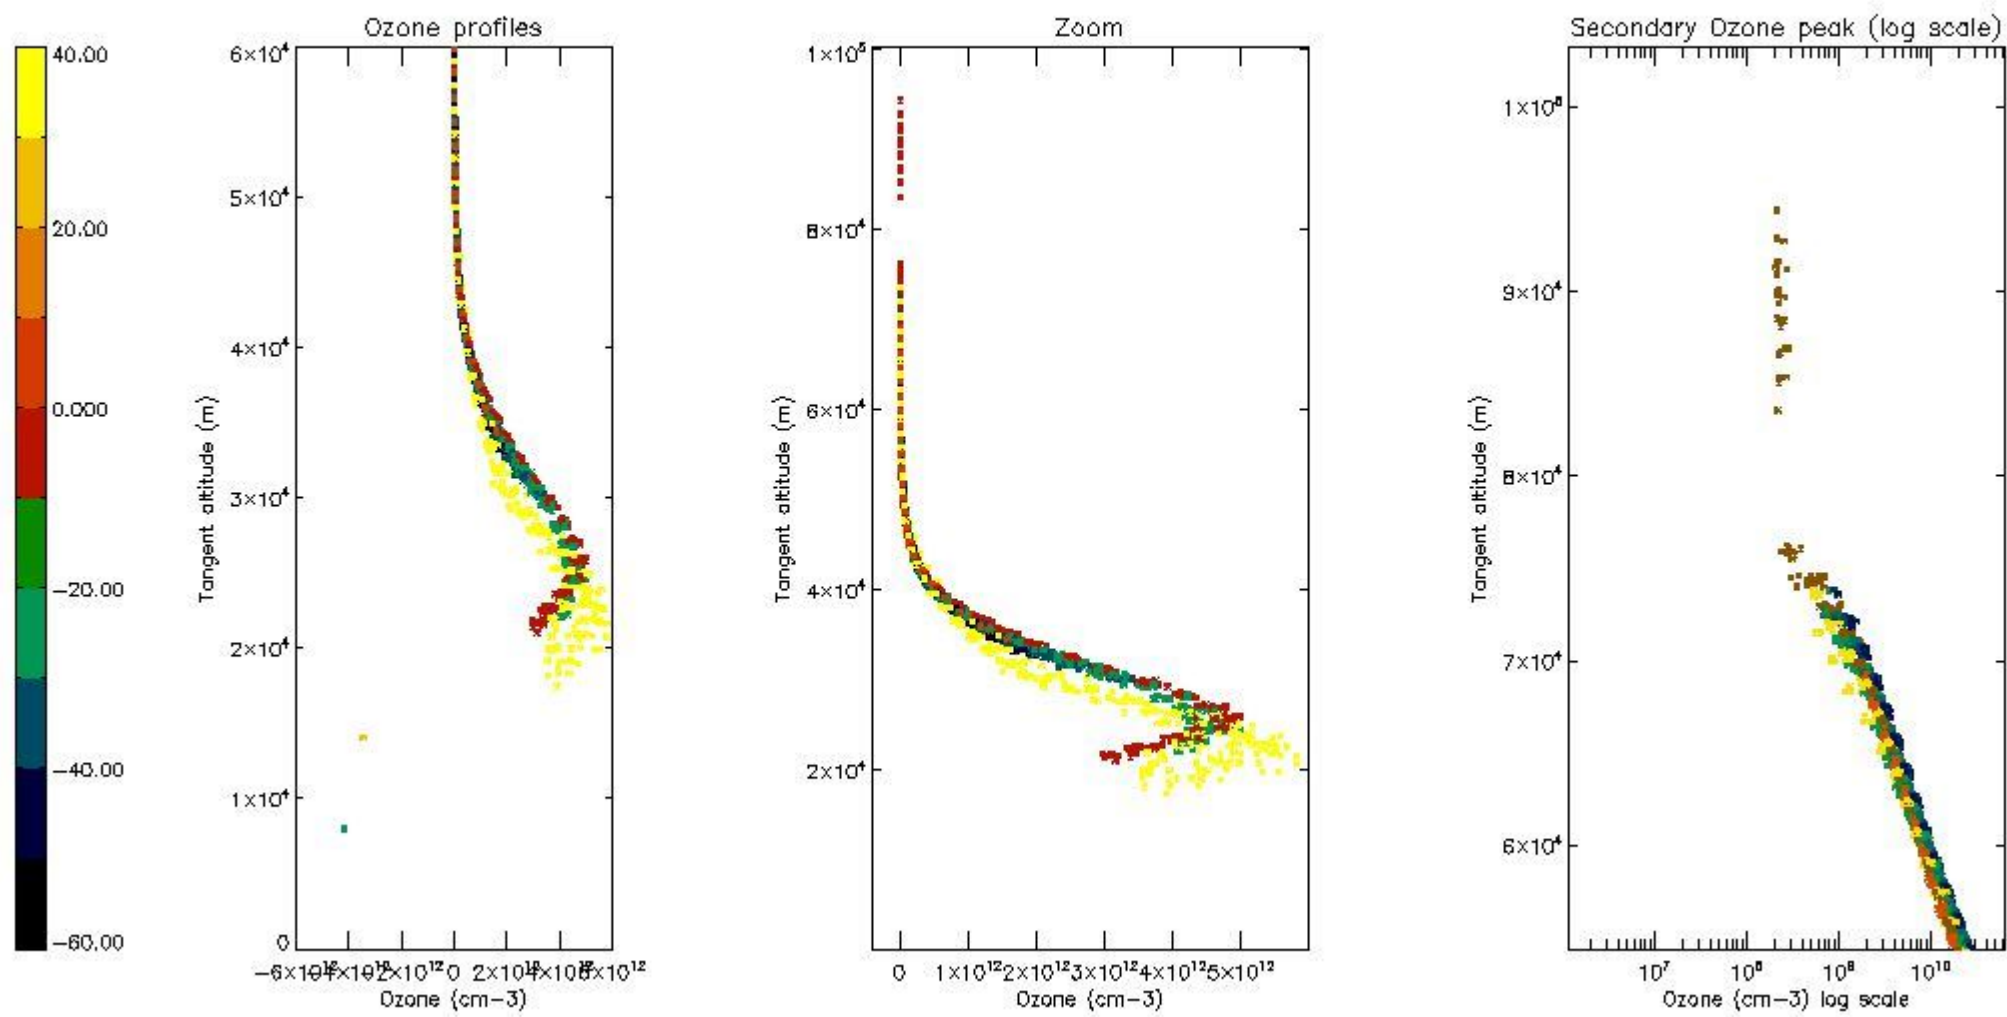 Ozone profiles
Zoom
Secondary Ozone peak (log scale)
40.00
20.00
0.000
−20.00
−40.00
−60.00
6×10⁴
5×10⁴
4×10⁴
3×10⁴
2×10⁴
1×10⁴
0
Tangent altitude (m)
0
2×10¹²
Ozone (cm−3)
1×10⁵
8×10⁴
6×10⁴
4×10⁴
2×10⁴
Tangent altitude (m)
0 1×10¹² 2×10¹² 3×10¹² 4×10¹² 5×10¹²
Ozone (cm−3)
9×10⁴
8×10⁴
7×10⁴
6×10⁴
Tangent altitude (m)
10⁷ 10⁸ 10⁹ 10¹⁰
Ozone (cm−3) log scale